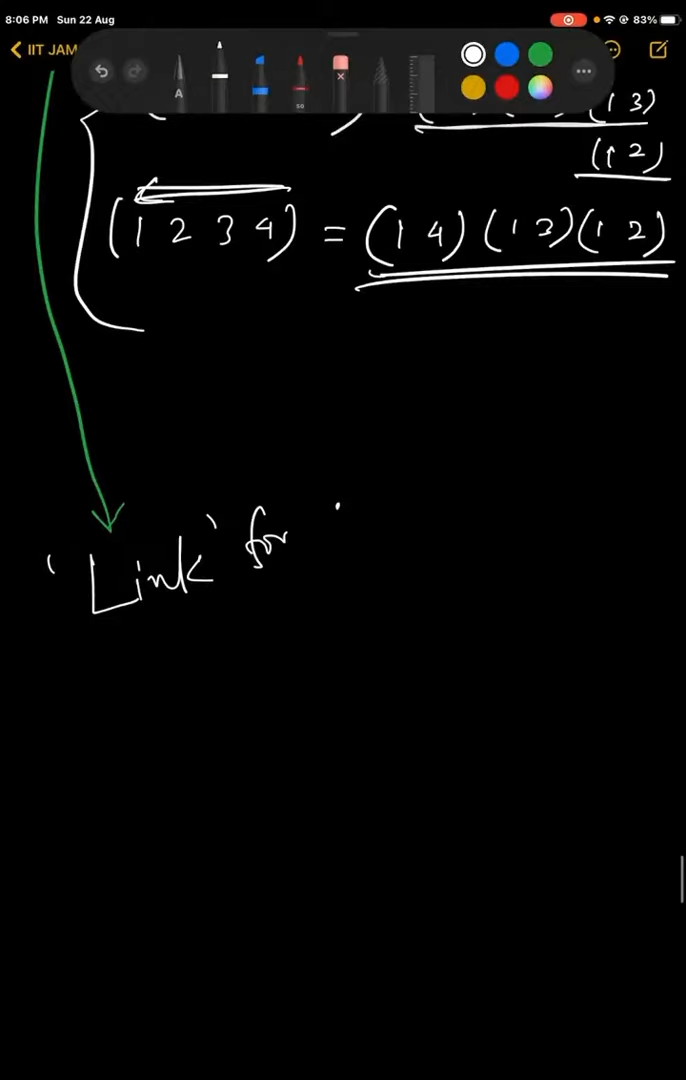 8:06 PM Sun 22 Aug 83%
IIT JAM
A 50
(1 3)
(1 2)
(1 2 3 4) = (1 4) (1 3) (1 2)
'Link' for